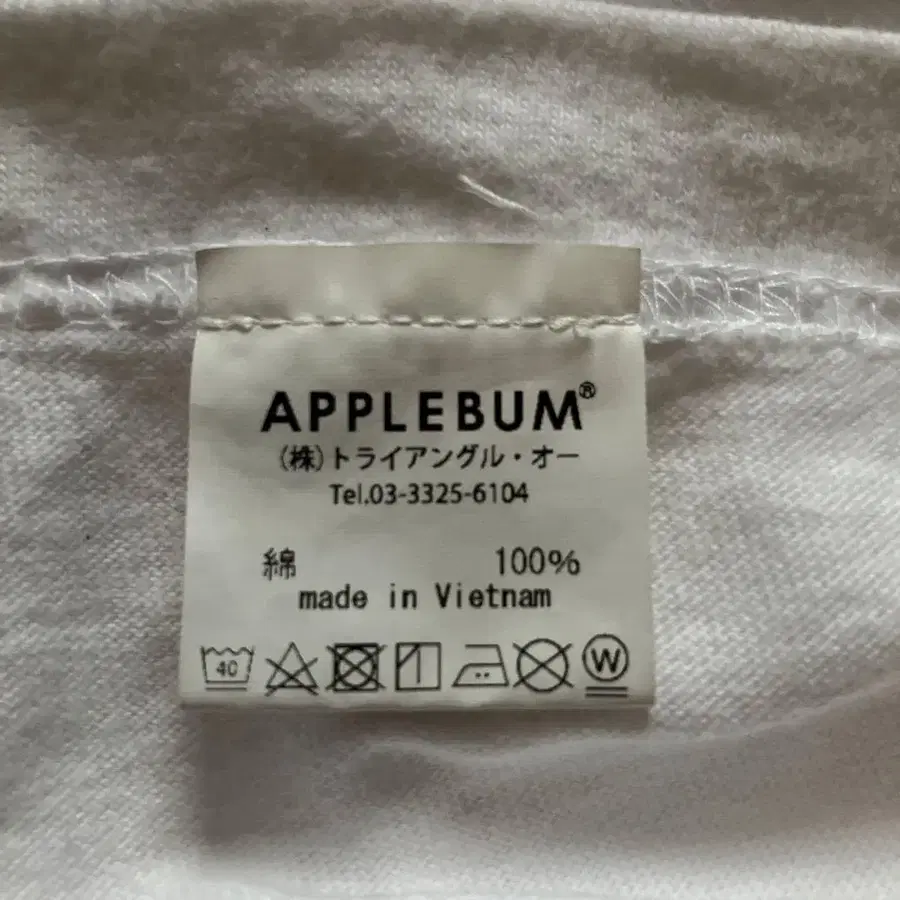 APPLEBUM®
(株)トライアングル・オー
Tel.03-3325-6104
綿 100%
made in Vietnam
40 W